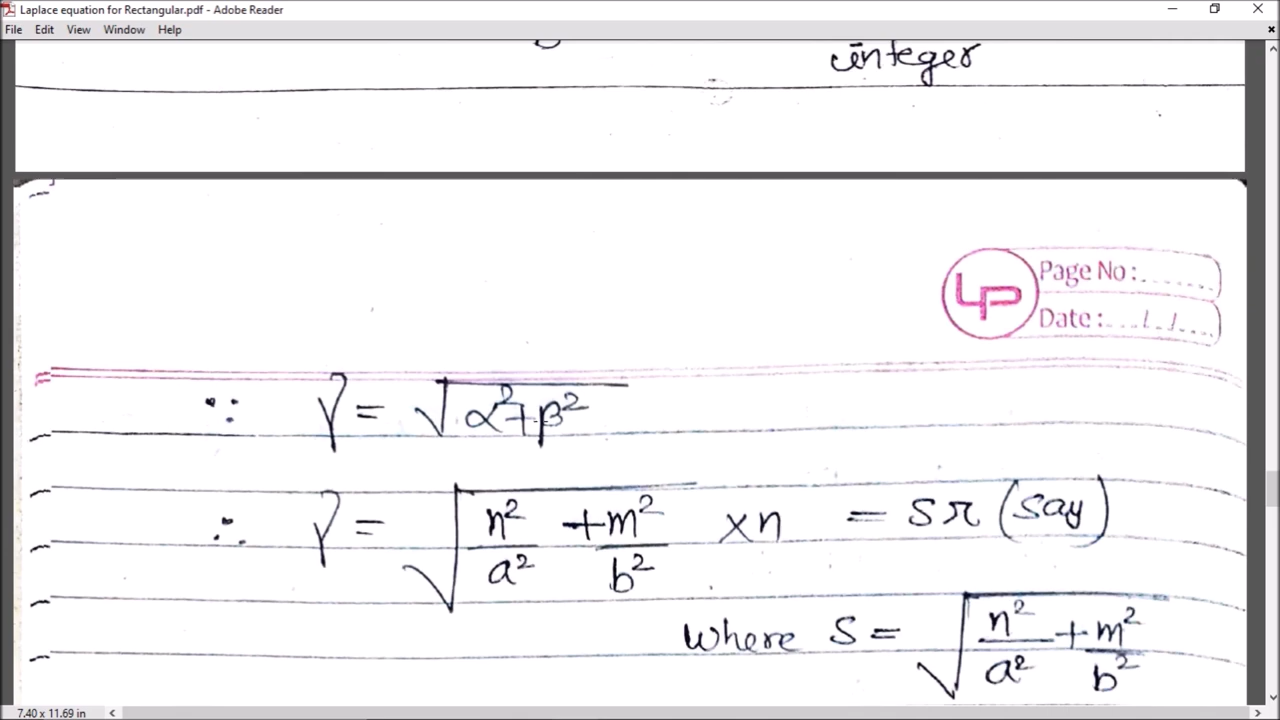 Laplace equation for Rectangular.pdf - Adobe Reader
File Edit View Window Help
integer
LP
Page No : .......
Date : .../../....
∵ γ = √(α²+β²)
∴ γ = √(n²/a² + m²/b²) × π = sπ (say)
where s = √(n²/a² + m²/b²)
7.40 x 11.69 in